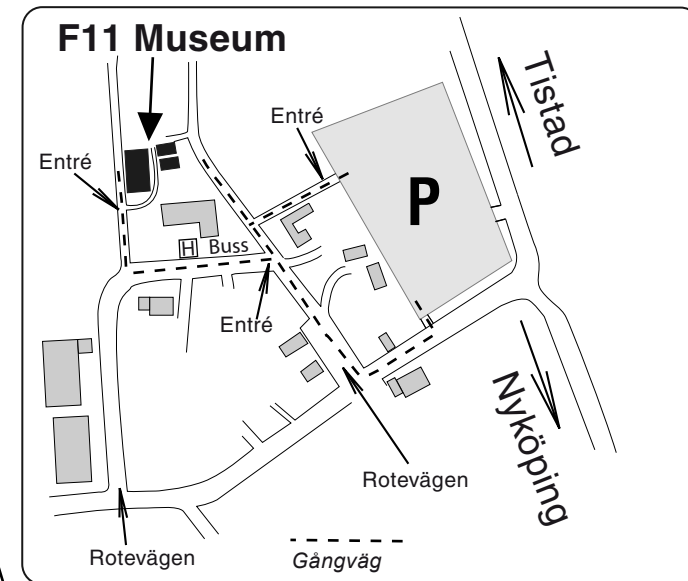 F11 Museum
Tistad
Entré
Entré
P
H Buss
Entré
Nyköping
Rotevägen
Rotevägen
Gångväg